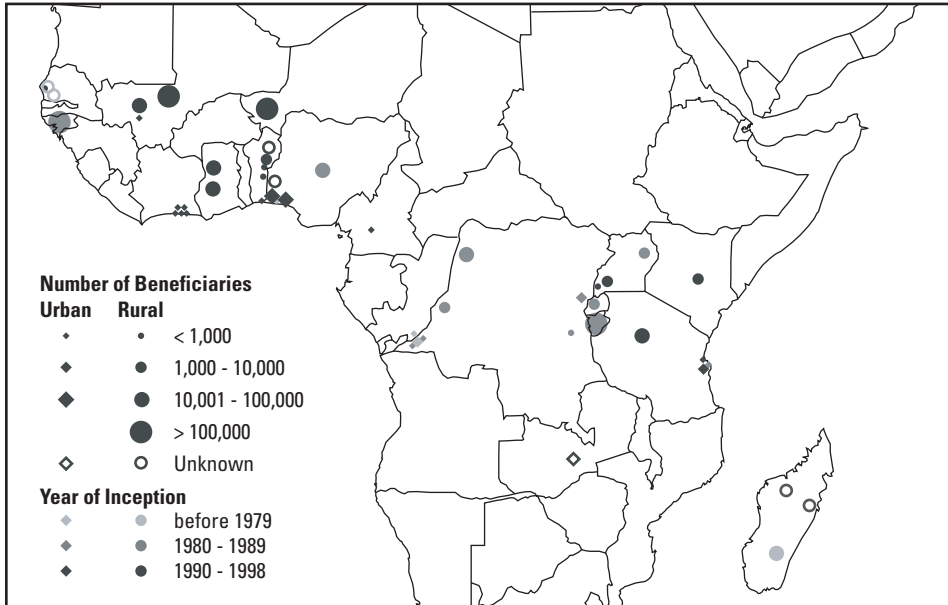 Number of Beneficiaries
Urban Rural
< 1,000
1,000 - 10,000
10,001 - 100,000
> 100,000
Unknown
Year of Inception
before 1979
1980 - 1989
1990 - 1998